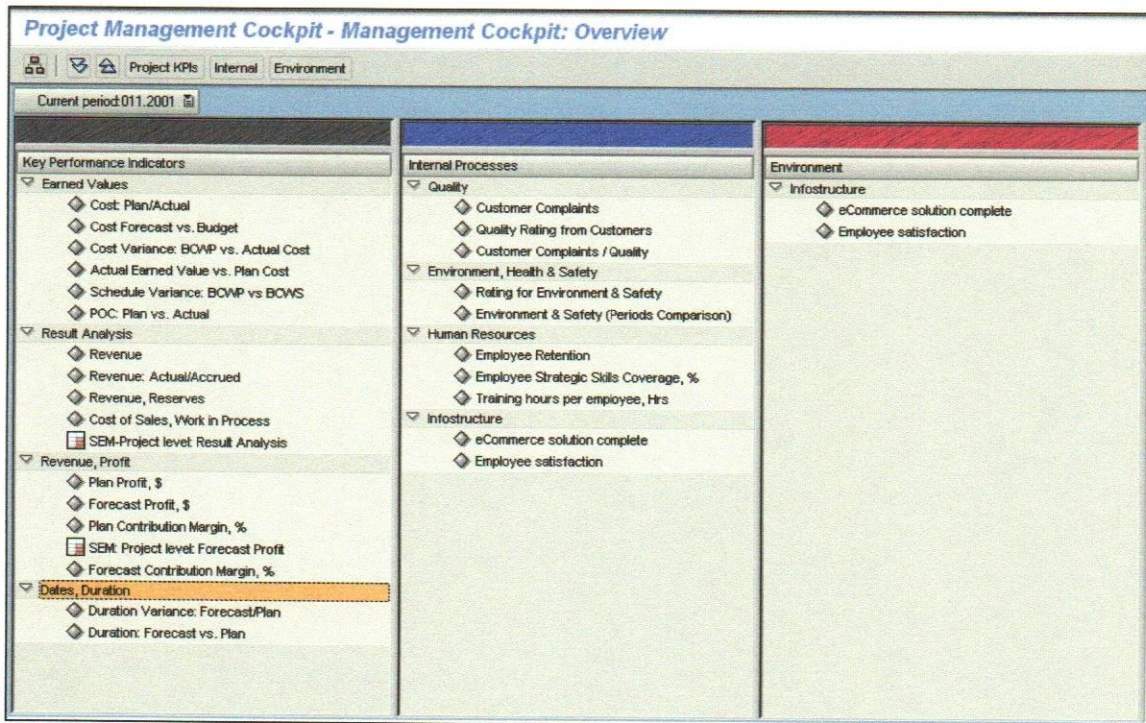 Project Management Cockpit - Management Cockpit: Overview
Project KPIs Internal Environment
Current period:011.2001
Key Performance Indicators
Earned Values
Cost: Plan/Actual
Cost Forecast vs. Budget
Cost Variance: BCWP vs. Actual Cost
Actual Earned Value vs. Plan Cost
Schedule Variance: BCWP vs BCWS
POC: Plan vs. Actual
Result Analysis
Revenue
Revenue: Actual/Accrued
Revenue, Reserves
Cost of Sales, Work in Process
SEM-Project level: Result Analysis
Revenue, Profit
Plan Profit, $
Forecast Profit, $
Plan Contribution Margin, %
SEM: Project level: Forecast Profit
Forecast Contribution Margin, %
Dates, Duration
Duration Variance: Forecast/Plan
Duration: Forecast vs. Plan
Internal Processes
Quality
Customer Complaints
Quality Rating from Customers
Customer Complaints / Quality
Environment, Health & Safety
Rating for Environment & Safety
Environment & Safety (Periods Comparison)
Human Resources
Employee Retention
Employee Strategic Skills Coverage, %
Training hours per employee, Hrs
Infostructure
eCommerce solution complete
Employee satisfaction
Environment
Infostructure
eCommerce solution complete
Employee satisfaction